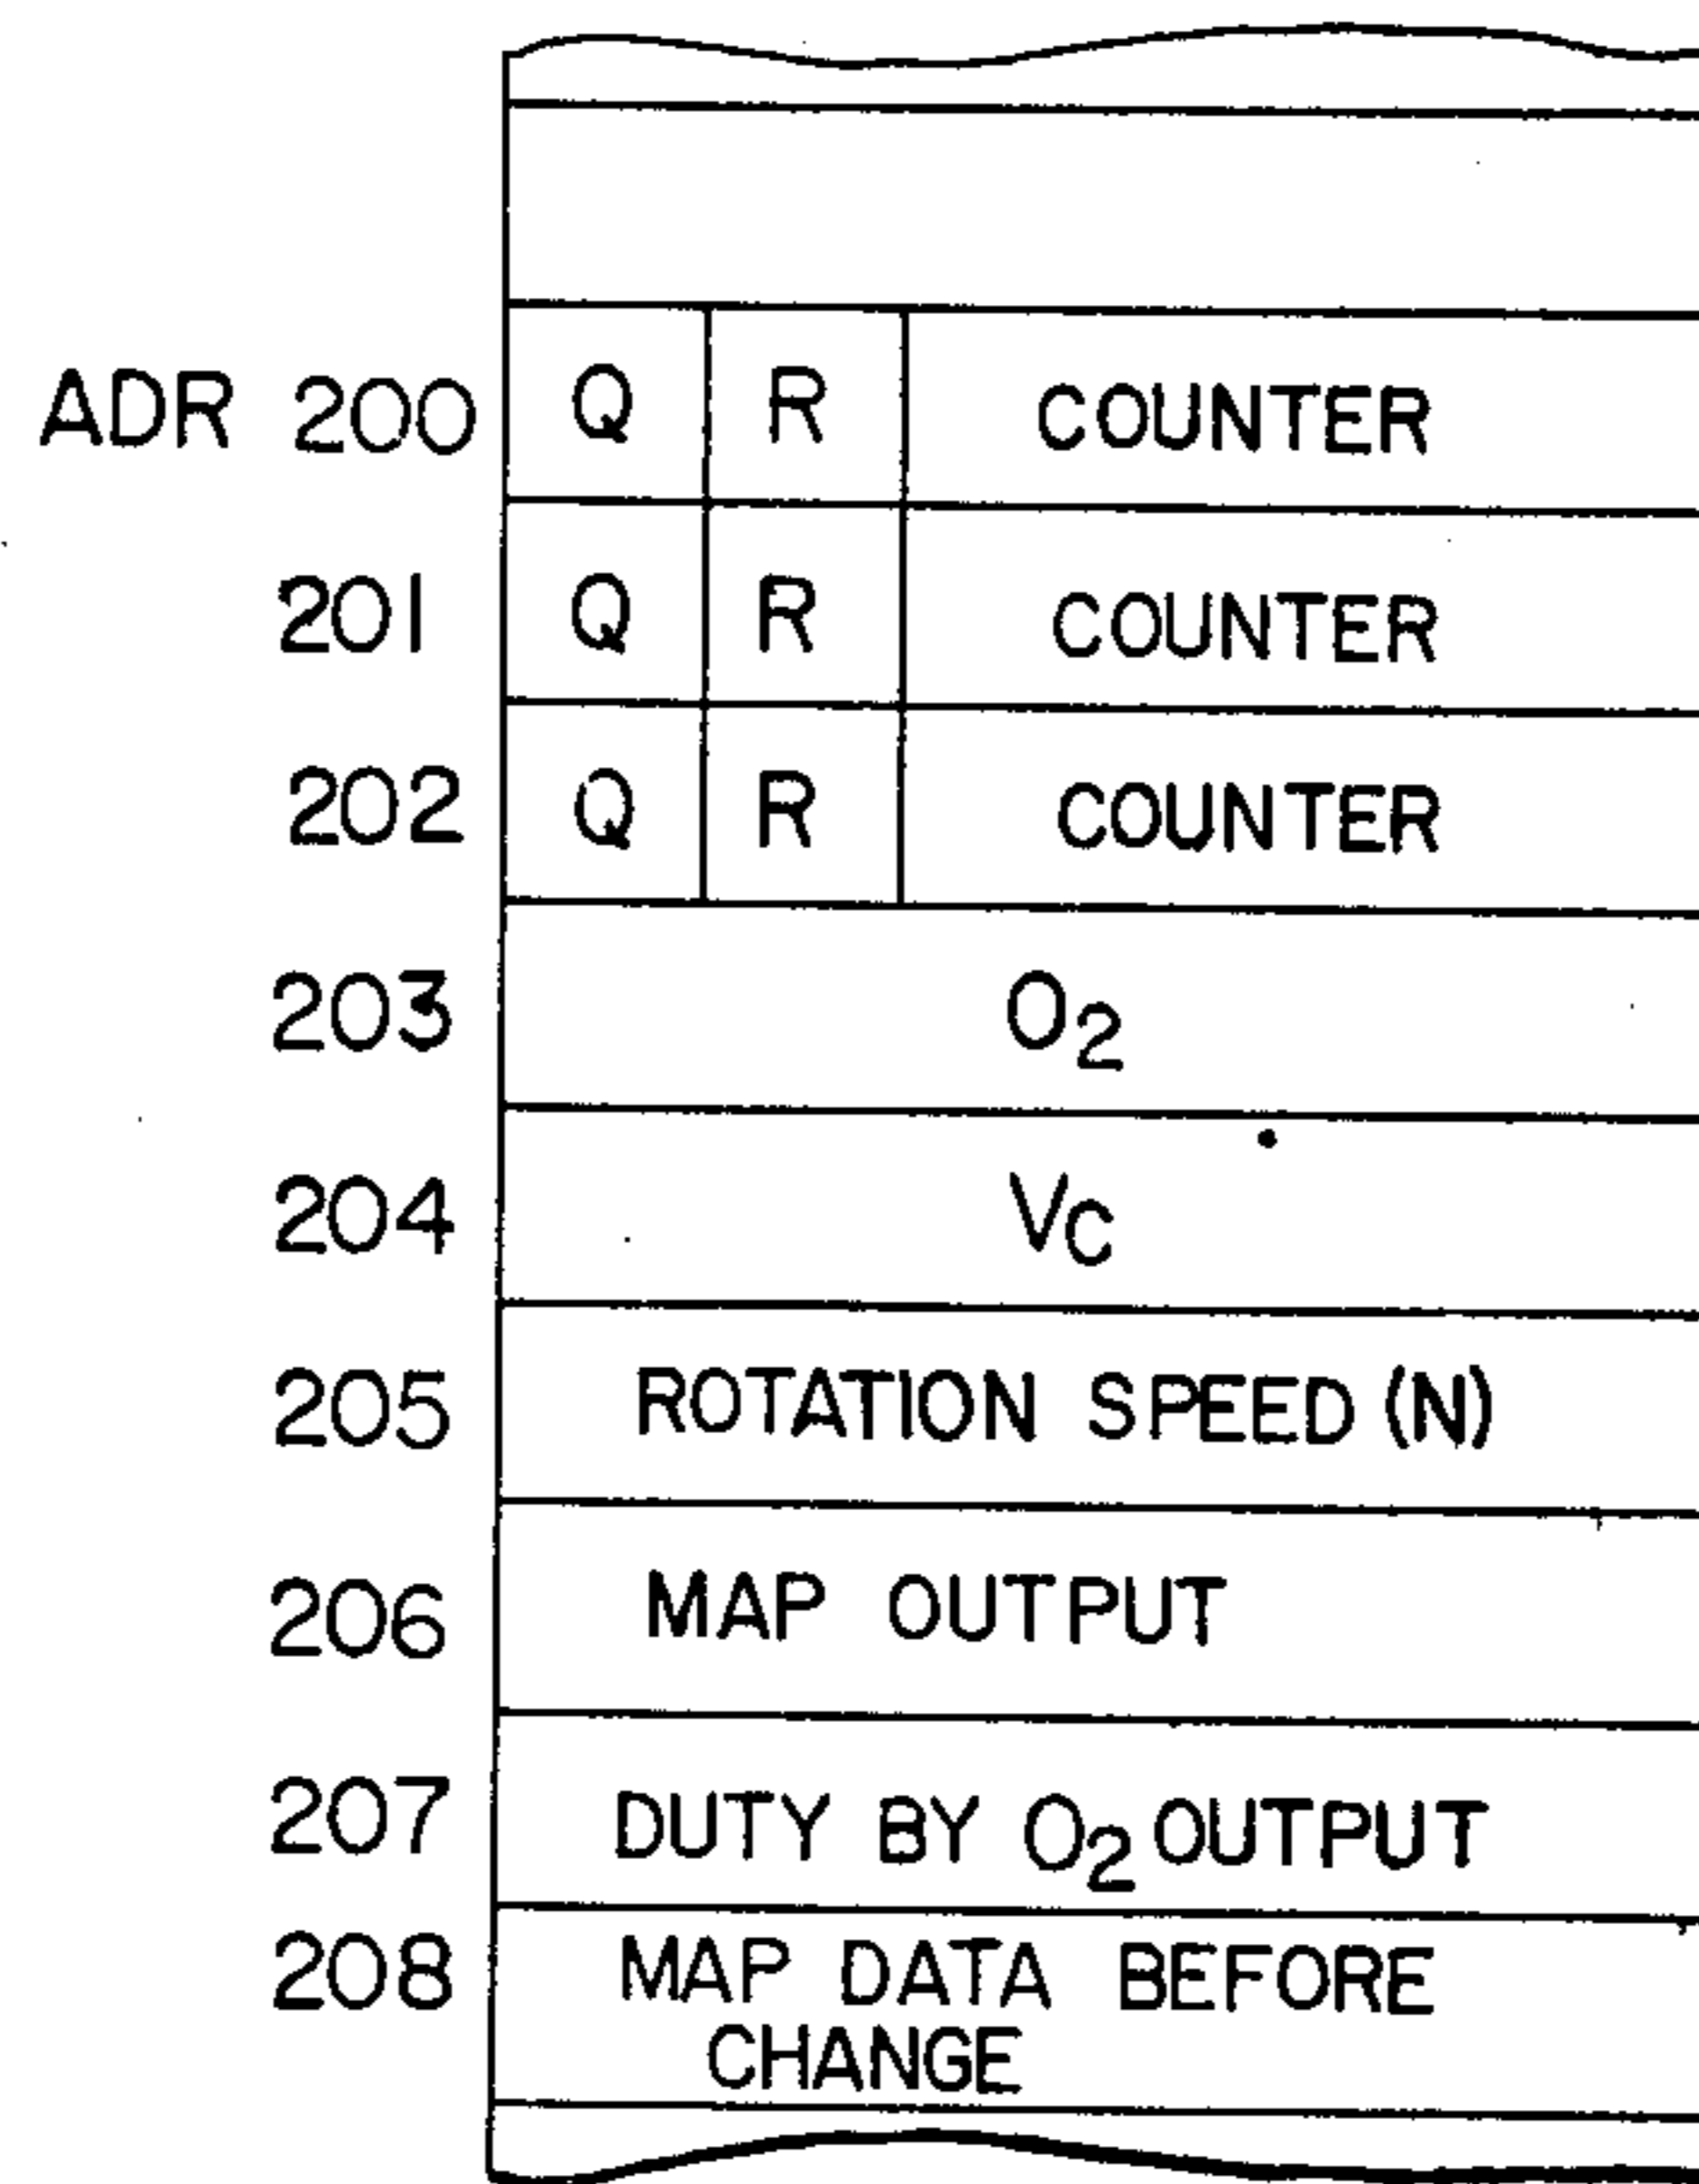 ADR 200 Q R COUNTER
201 Q R COUNTER
202 Q R COUNTER
203 O2
204 VC
205 ROTATION SPEED (N)
206 MAP OUTPUT
207 DUTY BY O2 OUTPUT
208 MAP DATA BEFORE
CHANGE